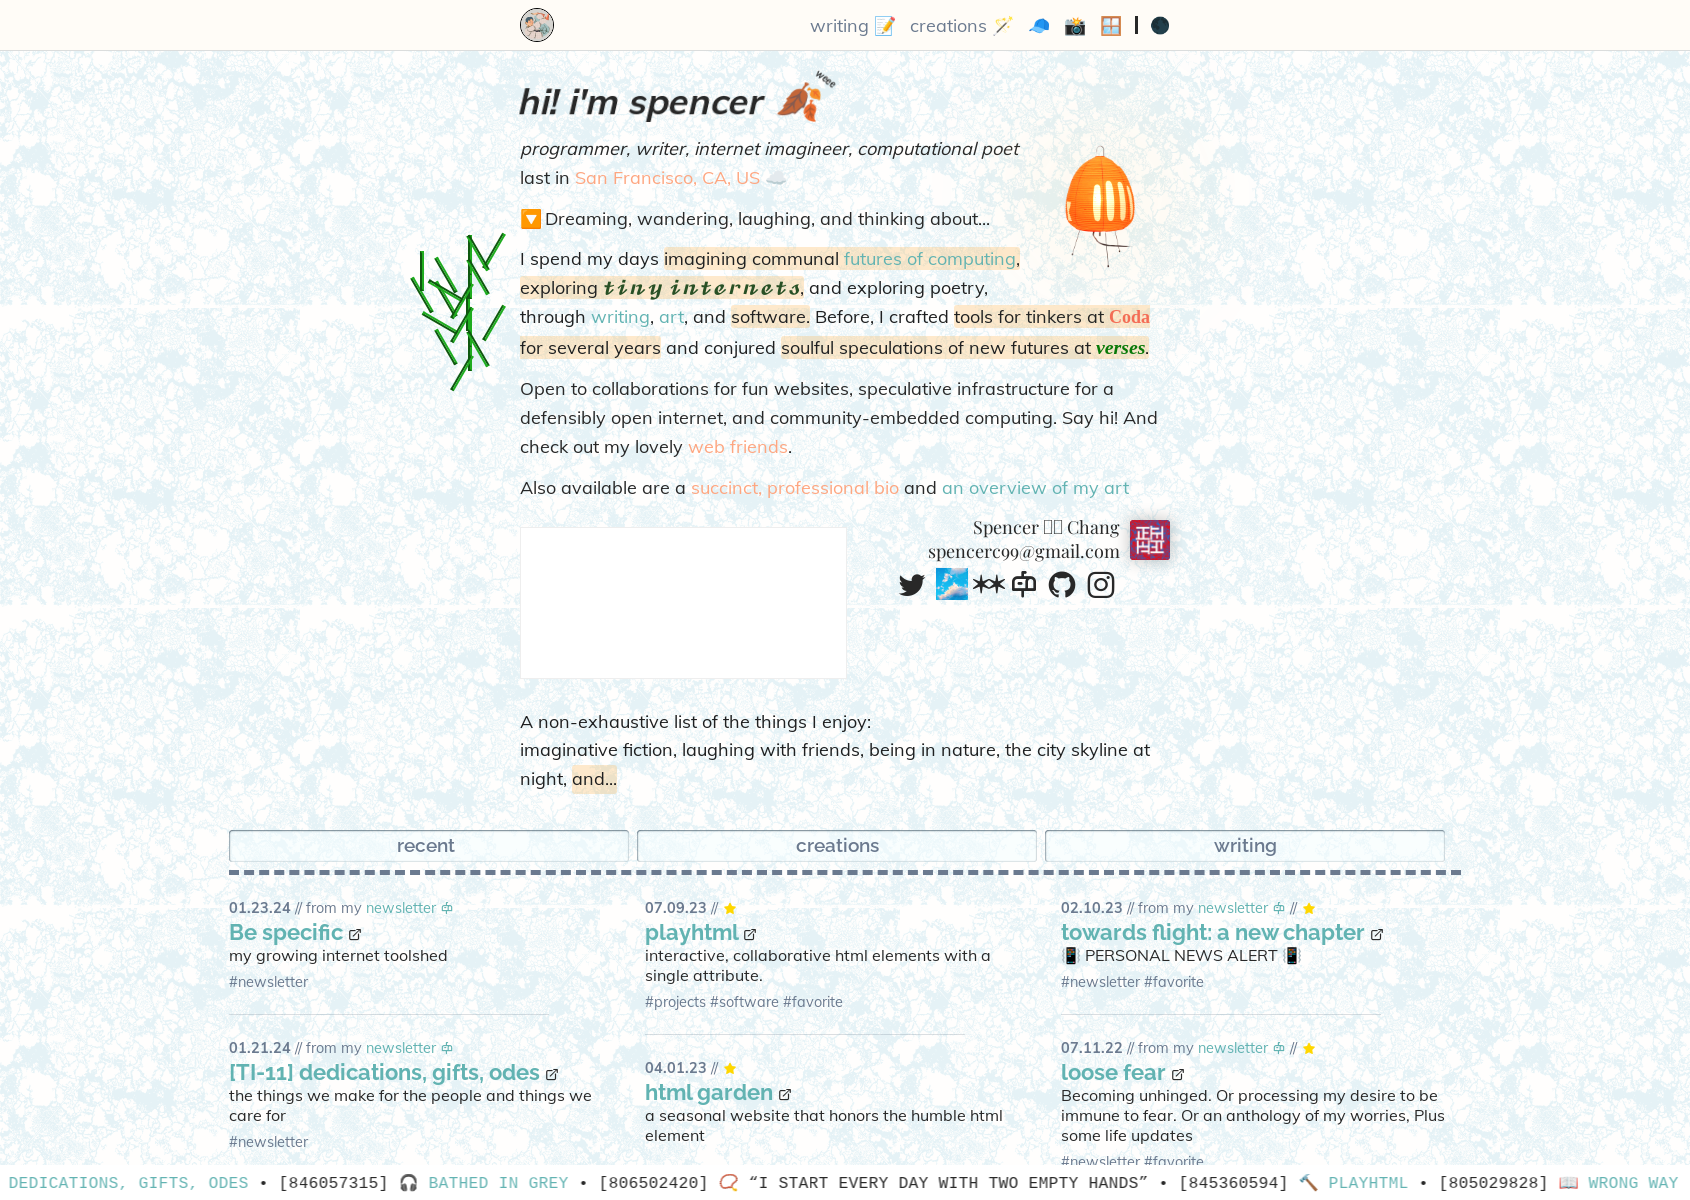 writing 📝 creations 🪄 🧢 📸 🪟 🌑
hi! i'm spencer 🍂 weee
programmer, writer, internet imagineer, computational poet
last in San Francisco, CA, US ☁️
🔽 Dreaming, wandering, laughing, and thinking about...
I spend my days imagining communal futures of computing,
exploring tiny internets, and exploring poetry,
through writing, art, and software. Before, I crafted tools for tinkers at Coda
for several years and conjured soulful speculations of new futures at verses.
Open to collaborations for fun websites, speculative infrastructure for a
defensibly open internet, and community-embedded computing. Say hi! And
check out my lovely web friends.
Also available are a succinct, professional bio and an overview of my art
Spencer Chang
spencerc99@gmail.com
A non-exhaustive list of the things I enjoy:
imaginative fiction, laughing with friends, being in nature, the city skyline at
night, and...
recent
creations
writing
01.23.24 // from my newsletter
Be specific
my growing internet toolshed
#newsletter
01.21.24 // from my newsletter
[TI-11] dedications, gifts, odes
the things we make for the people and things we
care for
#newsletter
07.09.23 // ⭐
playhtml
interactive, collaborative html elements with a
single attribute.
#projects #software #favorite
04.01.23 // ⭐
html garden
a seasonal website that honors the humble html
element
02.10.23 // from my newsletter // ⭐
towards flight: a new chapter
📳 PERSONAL NEWS ALERT 📳
#newsletter #favorite
07.11.22 // from my newsletter // ⭐
loose fear
Becoming unhinged. Or processing my desire to be
immune to fear. Or an anthology of my worries, Plus
some life updates
#newsletter #favorite
DEDICATIONS, GIFTS, ODES • [846057315] 🎧 BATHED IN GREY • [806502420] 📿 “I START EVERY DAY WITH TWO EMPTY HANDS” • [845360594] 🔨 PLAYHTML • [805029828] 📖 WRONG WAY